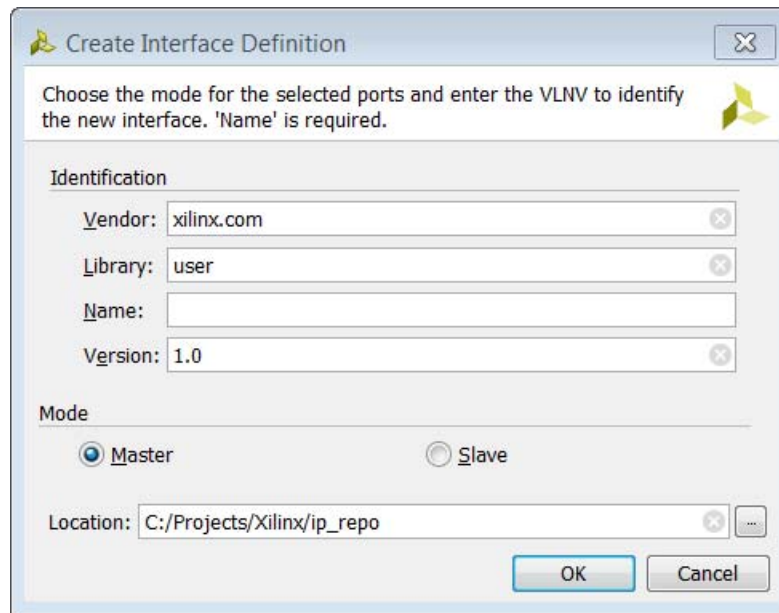 Create Interface Definition
Choose the mode for the selected ports and enter the VLNV to identify
the new interface. 'Name' is required.
Identification
Vendor: xilinx.com
Library: user
Name:
Version: 1.0
Mode
Master Slave
Location: C:/Projects/Xilinx/ip_repo ...
OK Cancel